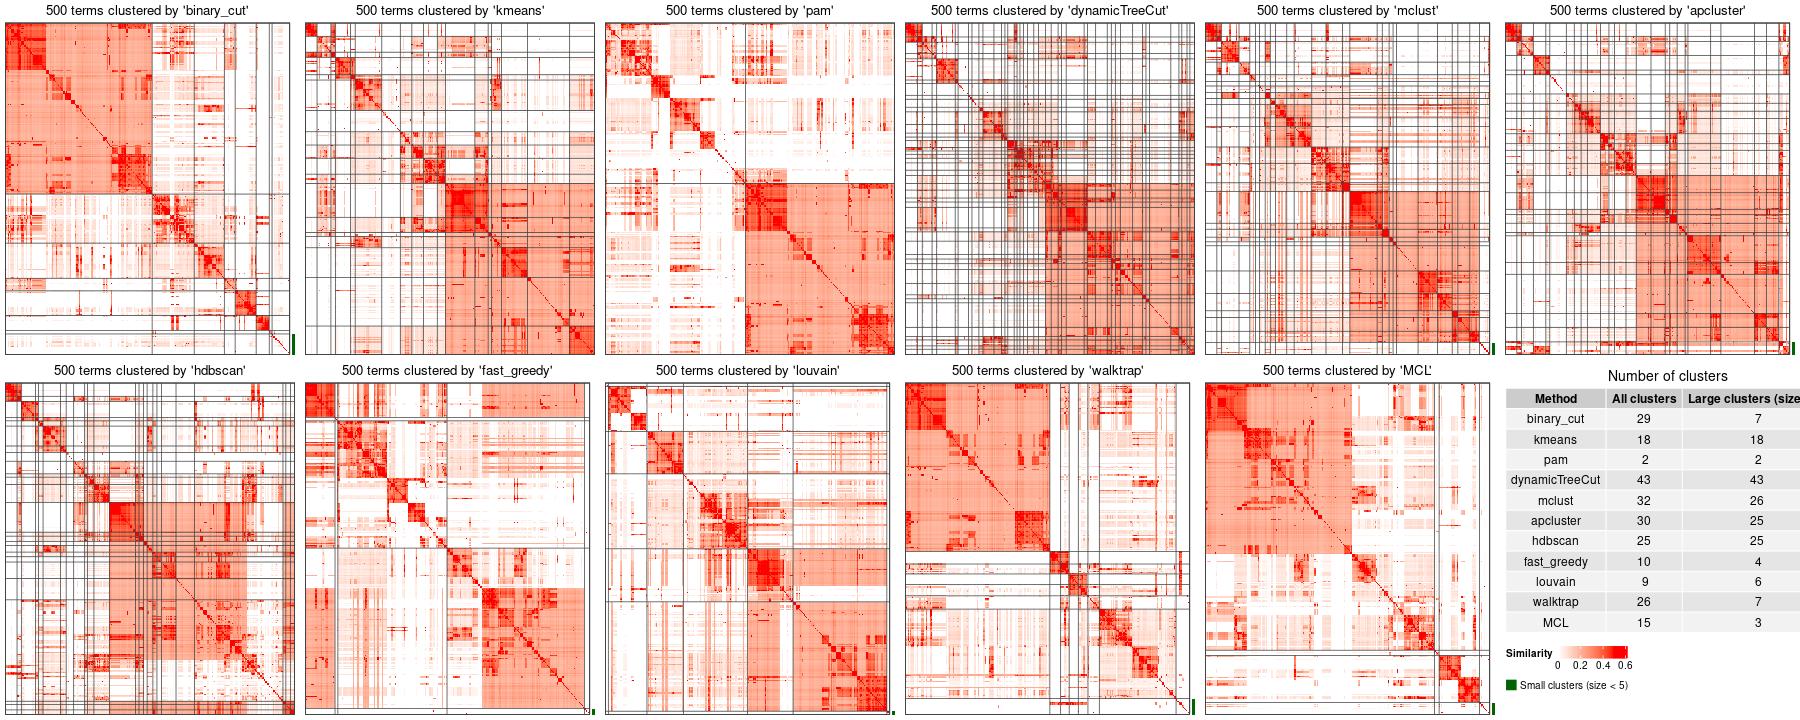 500 terms clustered by 'binary_cut'
500 terms clustered by 'kmeans'
500 terms clustered by 'pam'
500 terms clustered by 'dynamicTreeCut'
500 terms clustered by 'mclust'
500 terms clustered by 'apcluster'
500 terms clustered by 'hdbscan'
500 terms clustered by 'fast_greedy'
500 terms clustered by 'louvain'
500 terms clustered by 'walktrap'
500 terms clustered by 'MCL'
Number of clusters
Method All clusters Large clusters (size
binary_cut 29 7
kmeans 18 18
pam 2 2
dynamicTreeCut 43 43
mclust 32 26
apcluster 30 25
hdbscan 25 25
fast_greedy 10 4
louvain 9 6
walktrap 26 7
MCL 15 3
Similarity
0 0.2 0.4 0.6
Small clusters (size < 5)